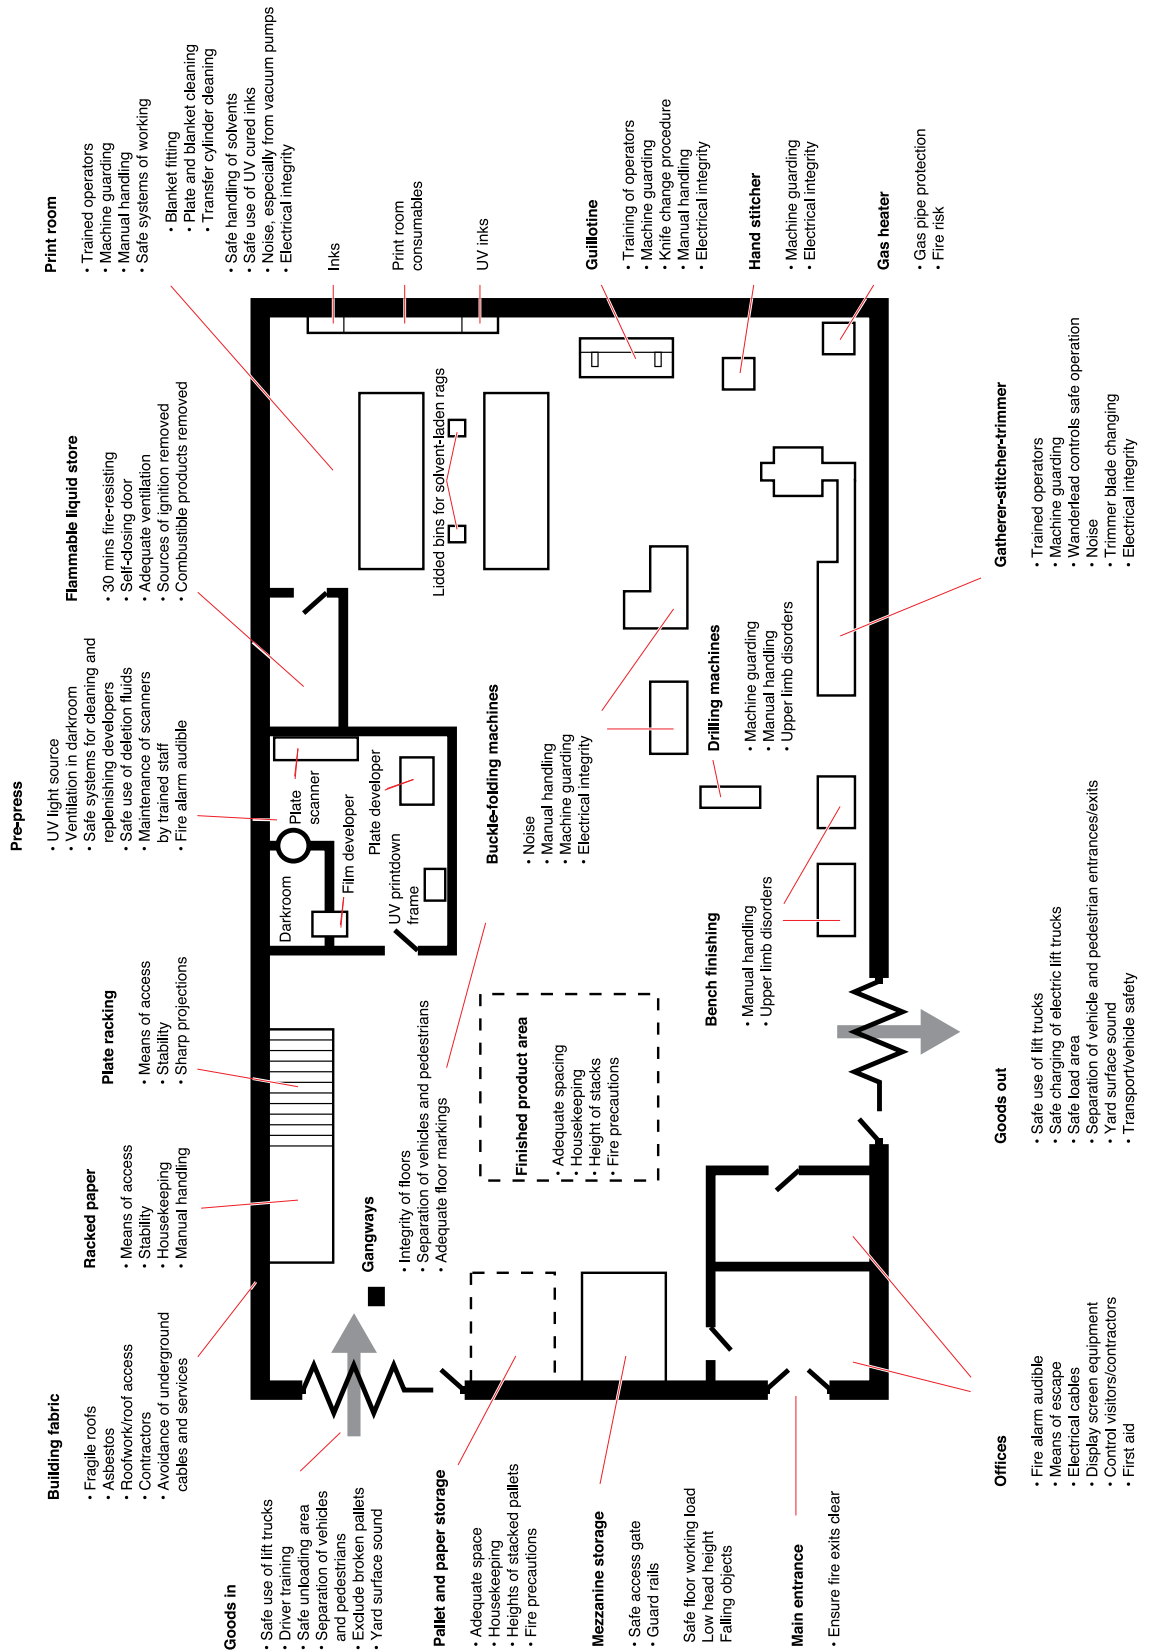 Building fabric
• Fragile roofs
• Asbestos
• Roofwork/roof access
• Contractors
• Avoidance of underground
cables and services
Racked paper
• Means of access
• Stability
• Housekeeping
• Manual handling
Plate racking
• Means of access
• Stability
• Sharp projections
Pre-press
• UV light source
• Ventilation in darkroom
• Safe systems for cleaning and
replenishing developers
• Safe use of deletion fluids
• Maintenance of scanners
by trained staff
• Fire alarm audible
Flammable liquid store
• 30 mins fire-resisting
• Self-closing door
• Adequate ventilation
• Sources of ignition removed
• Combustible products removed
Print room
• Trained operators
• Machine guarding
• Manual handling
• Safe systems of working
• Blanket fitting
• Plate and blanket cleaning
• Transfer cylinder cleaning
• Safe handling of solvents
• Safe use of UV cured inks
• Noise, especially from vacuum pumps
• Electrical integrity
Inks
Print room
consumables
UV inks
Goods in
• Safe use of lift trucks
• Driver training
• Safe unloading area
• Separation of vehicles
and pedestrians
• Exclude broken pallets
• Yard surface sound
Darkroom
Plate
scanner
Film developer
Plate developer
UV printdown
frame
Lidded bins for solvent-laden rags
Gangways
• Integrity of floors
• Separation of vehicles and pedestrians
• Adequate floor markings
Pallet and paper storage
• Adequate space
• Housekeeping
• Heights of stacked pallets
• Fire precautions
Buckle-folding machines
• Noise
• Manual handling
• Machine guarding
• Electrical integrity
Finished product area
• Adequate spacing
• Housekeeping
• Height of stacks
• Fire precautions
Guillotine
• Training of operators
• Machine guarding
• Knife change procedure
• Manual handling
• Electrical integrity
Mezzanine storage
• Safe access gate
• Guard rails
Safe floor working load
Low head height
Falling objects
Bench finishing
• Manual handling
• Upper limb disorders
Drilling machines
• Machine guarding
• Manual handling
• Upper limb disorders
Hand stitcher
• Machine guarding
• Electrical integrity
Main entrance
• Ensure fire exits clear
Gas heater
• Gas pipe protection
• Fire risk
Offices
• Fire alarm audible
• Means of escape
• Electrical cables
• Display screen equipment
• Control visitors/contractors
• First aid
Goods out
• Safe use of lift trucks
• Safe charging of electric lift trucks
• Safe load area
• Separation of vehicle and pedestrian entrances/exits
• Yard surface sound
• Transport/vehicle safety
Gatherer-stitcher-trimmer
• Trained operators
• Machine guarding
• Wanderlead controls safe operation
• Noise
• Trimmer blade changing
• Electrical integrity